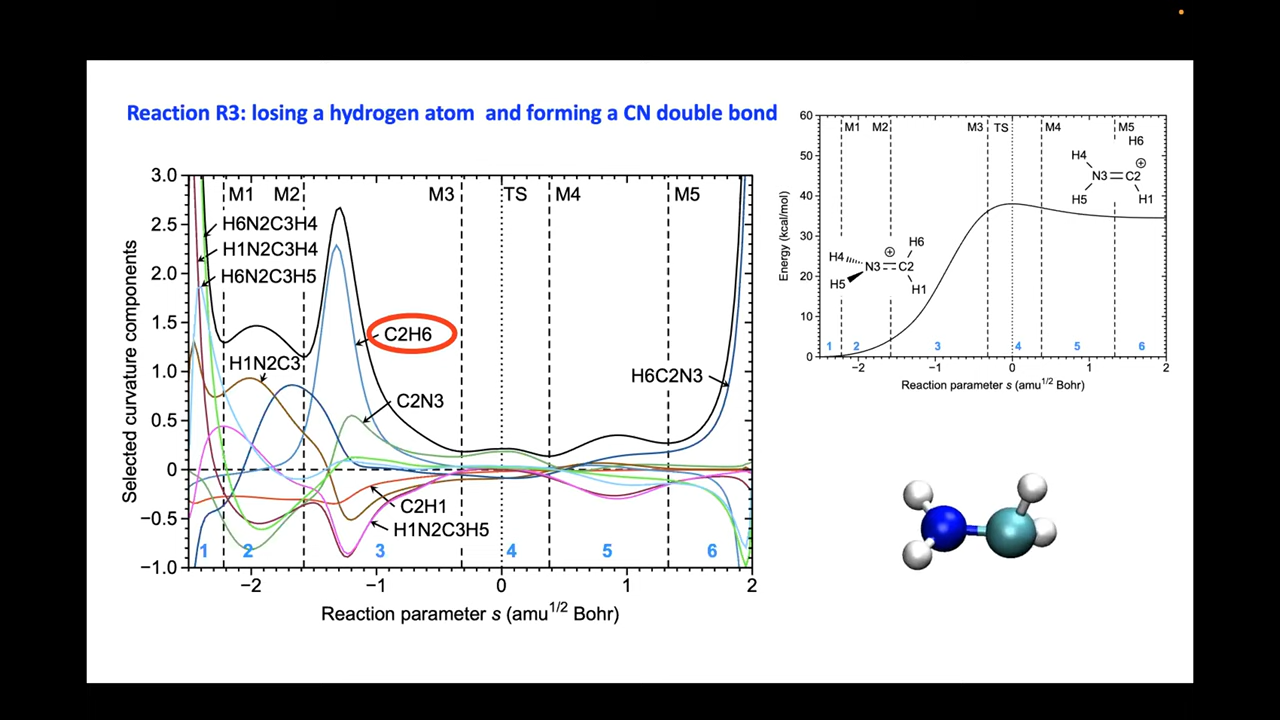 Reaction R3: losing a hydrogen atom and forming a CN double bond
3.0
2.5
2.0
1.5
1.0
0.5
0
−0.5
−1.0
Selected curvature components
M1 M2 M3 TS M4 M5
H6N2C3H4
H1N2C3H4
H6N2C3H5
H1N2C3
C2H6
C2N3
H6C2N3
C2H1
H1N2C3H5
1 2 3 4 5 6
−2 −1 0 1 2
Reaction parameter s (amu1/2 Bohr)
60
50
40
30
20
10
0
Energy (kcal/mol)
M1 M2 M3 TS M4 M5
H6
H4
⊕
N3 C2
H5 H1
H6
⊕
H4
N3 C2
H5
H1
1 2 3 4 5 6
−2 −1 0 1 2
Reaction parameter s (amu1/2 Bohr)